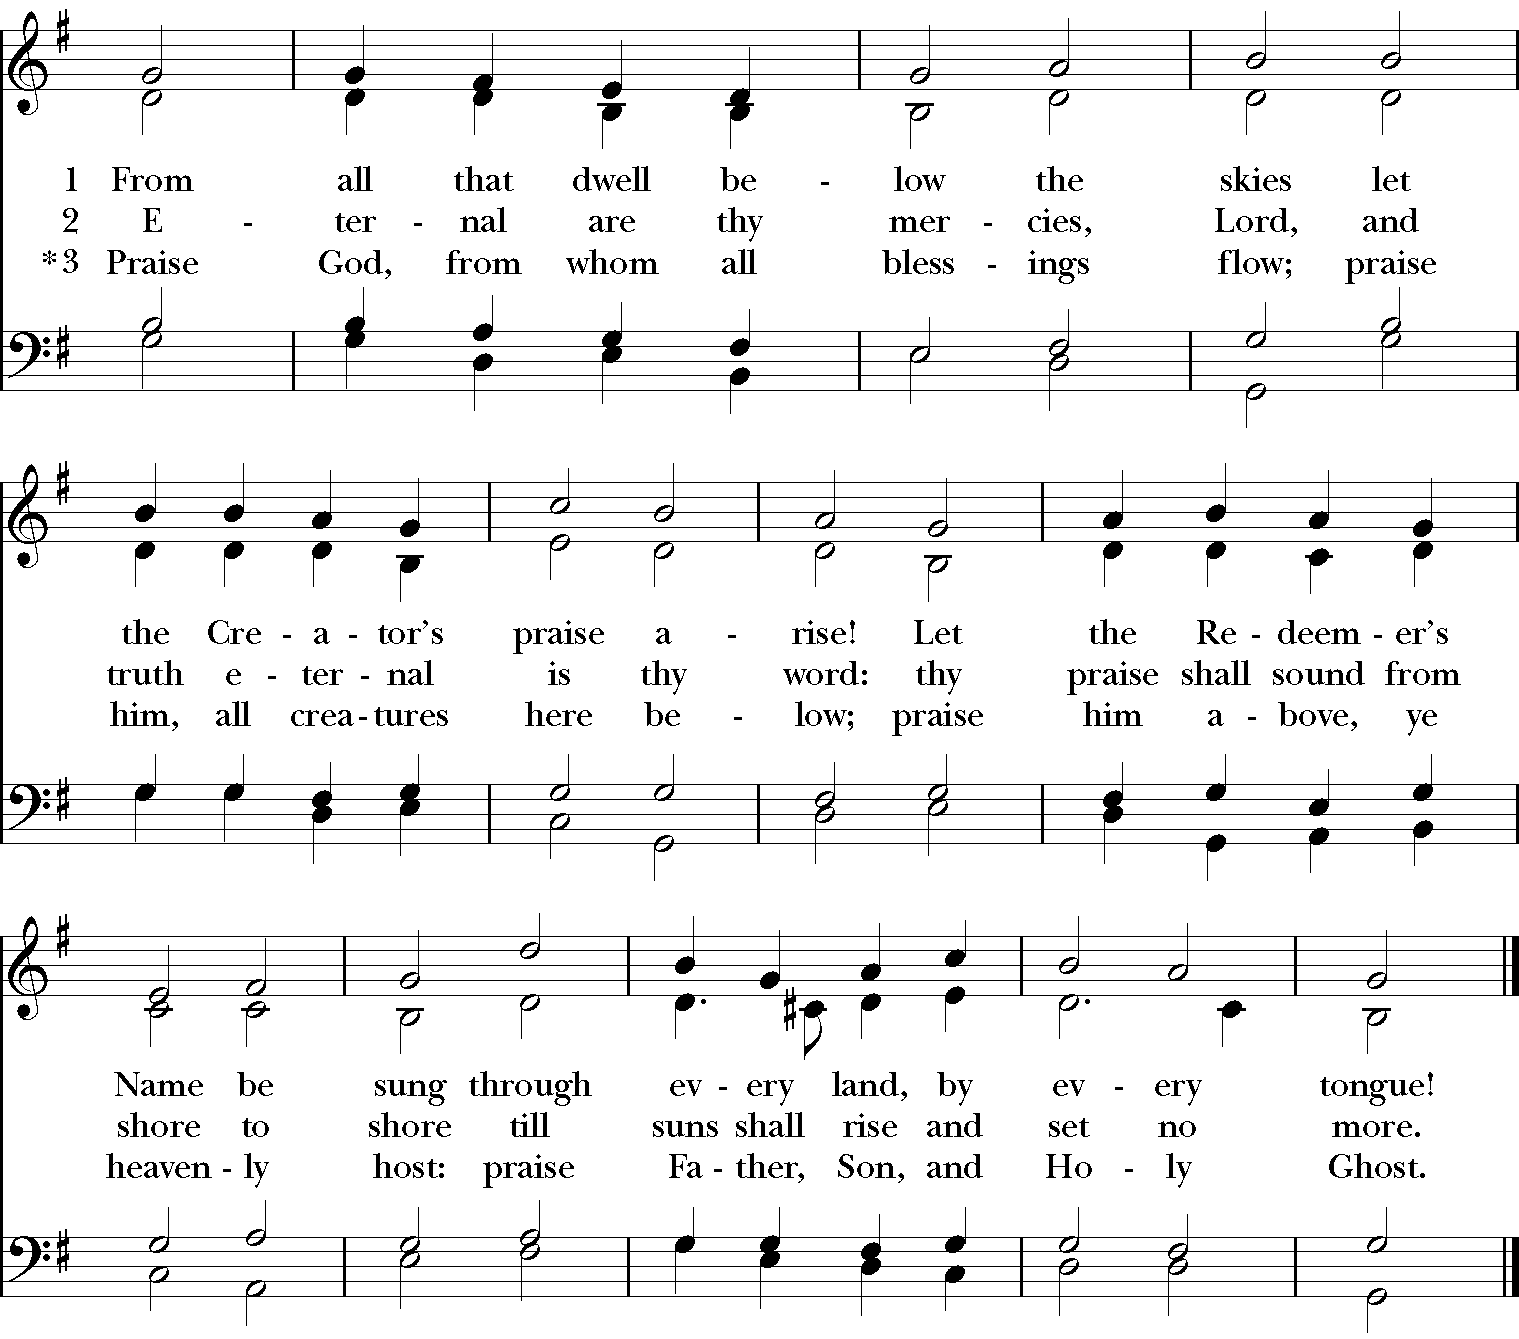 1 From all that dwell be - low the skies let
2 E - ter - nal are thy mer - cies, Lord, and
*3 Praise God, from whom all bless - ings flow; praise
the Cre - a - tor's praise a - rise! Let the Re - deem - er's
truth e - ter - nal is thy word: thy praise shall sound from
him, all crea - tures here be - low; praise him a - bove, ye
Name be sung through ev - ery land, by ev - ery tongue!
shore to shore till suns shall rise and set no more.
heaven - ly host: praise Fa - ther, Son, and Ho - ly Ghost.